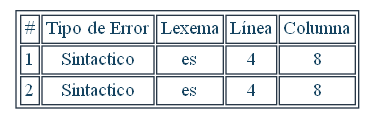 # Tipo de Error Lexema Línea Columna
1 Sintactico es 4 8
2 Sintactico es 4 8